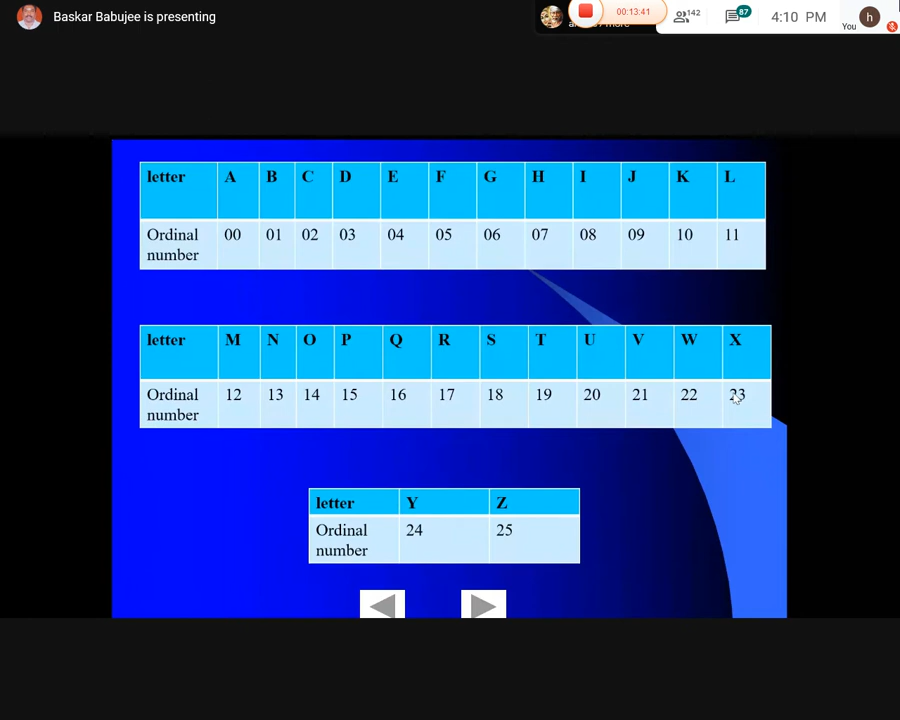 Baskar Babujee is presenting
00:13:41
142
87
4:10 PM
You
h
letter A B C D E F G H I J K L
Ordinal number 00 01 02 03 04 05 06 07 08 09 10 11
letter M N O P Q R S T U V W X
Ordinal number 12 13 14 15 16 17 18 19 20 21 22 23
letter Y Z
Ordinal number 24 25